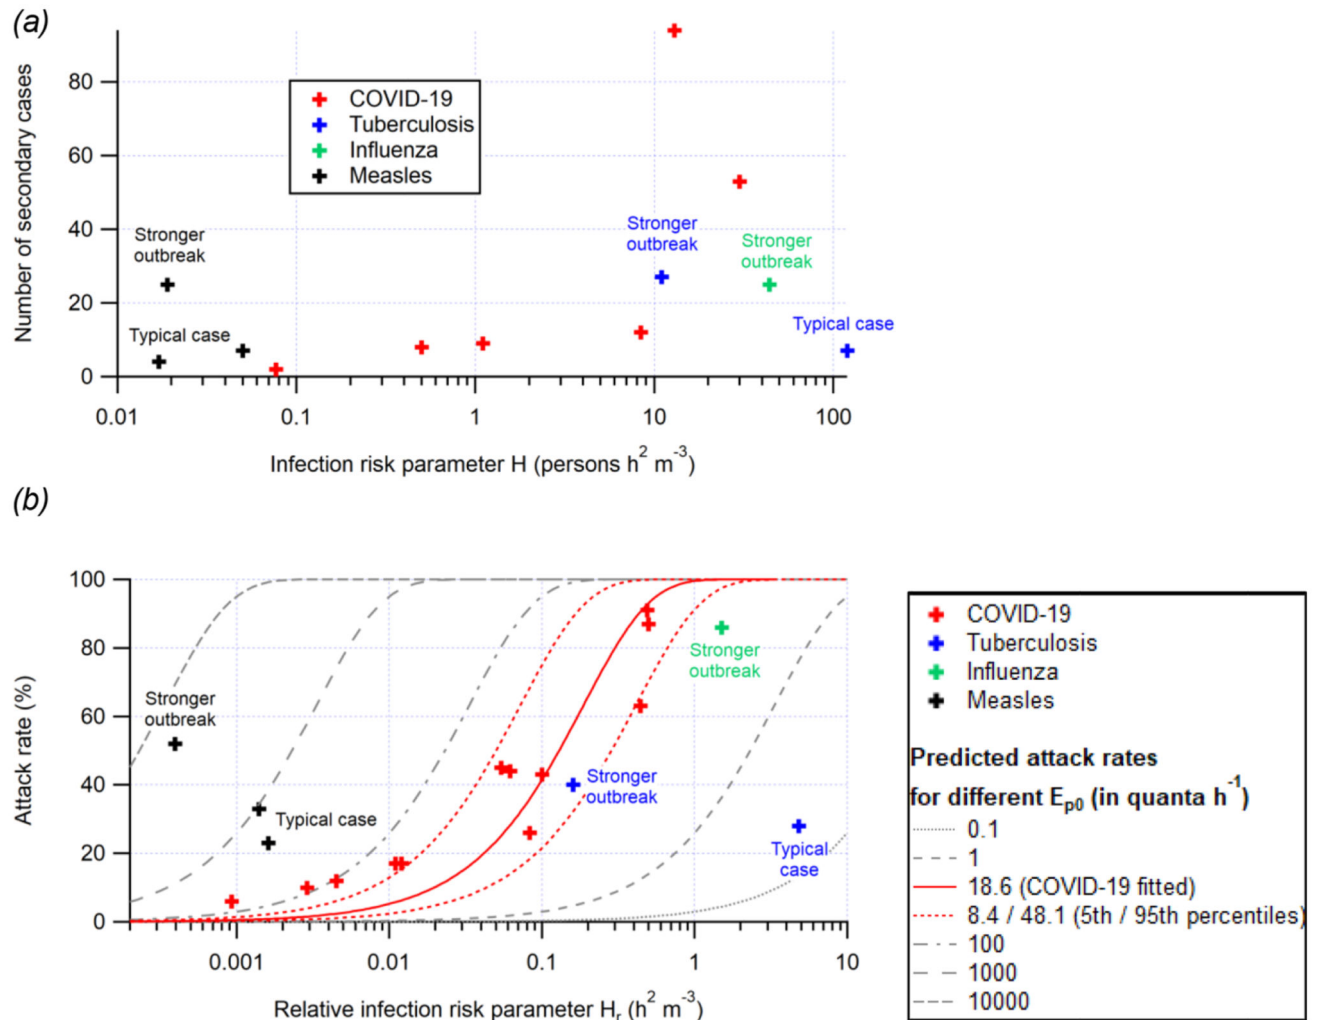 (a)
Number of secondary cases
80
60
40
20
0
COVID-19
Tuberculosis
Influenza
Measles
Stronger
outbreak
Typical case
Stronger
outbreak
Stronger
outbreak
Typical case
0.01
0.1
1
10
100
Infection risk parameter H (persons h² m⁻³)
(b)
Attack rate (%)
100
80
60
40
20
0
Stronger
outbreak
Typical case
Stronger
outbreak
Stronger
outbreak
Typical
case
0.001
0.01
0.1
1
10
Relative infection risk parameter Hᵣ (h² m⁻³)
COVID-19
Tuberculosis
Influenza
Measles
Predicted attack rates
for different Eₚ₀ (in quanta h⁻¹)
0.1
1
18.6 (COVID-19 fitted)
8.4 / 48.1 (5th / 95th percentiles)
100
1000
10000